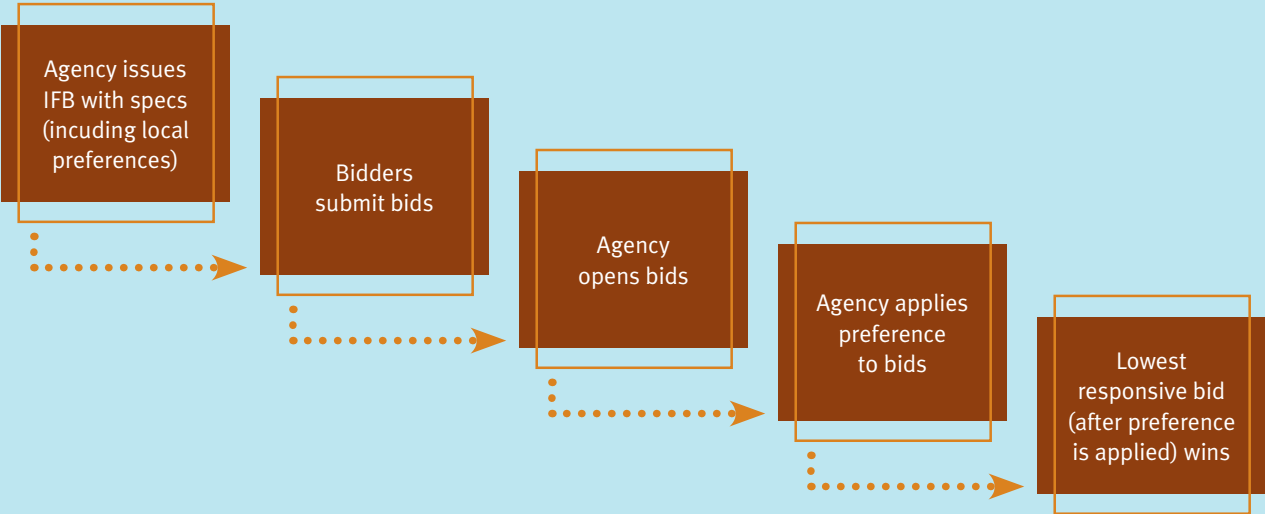 Agency issues
IFB with specs
(incuding local
preferences)
Bidders
submit bids
Agency
opens bids
Agency applies
preference
to bids
Lowest
responsive bid
(after preference
is applied) wins